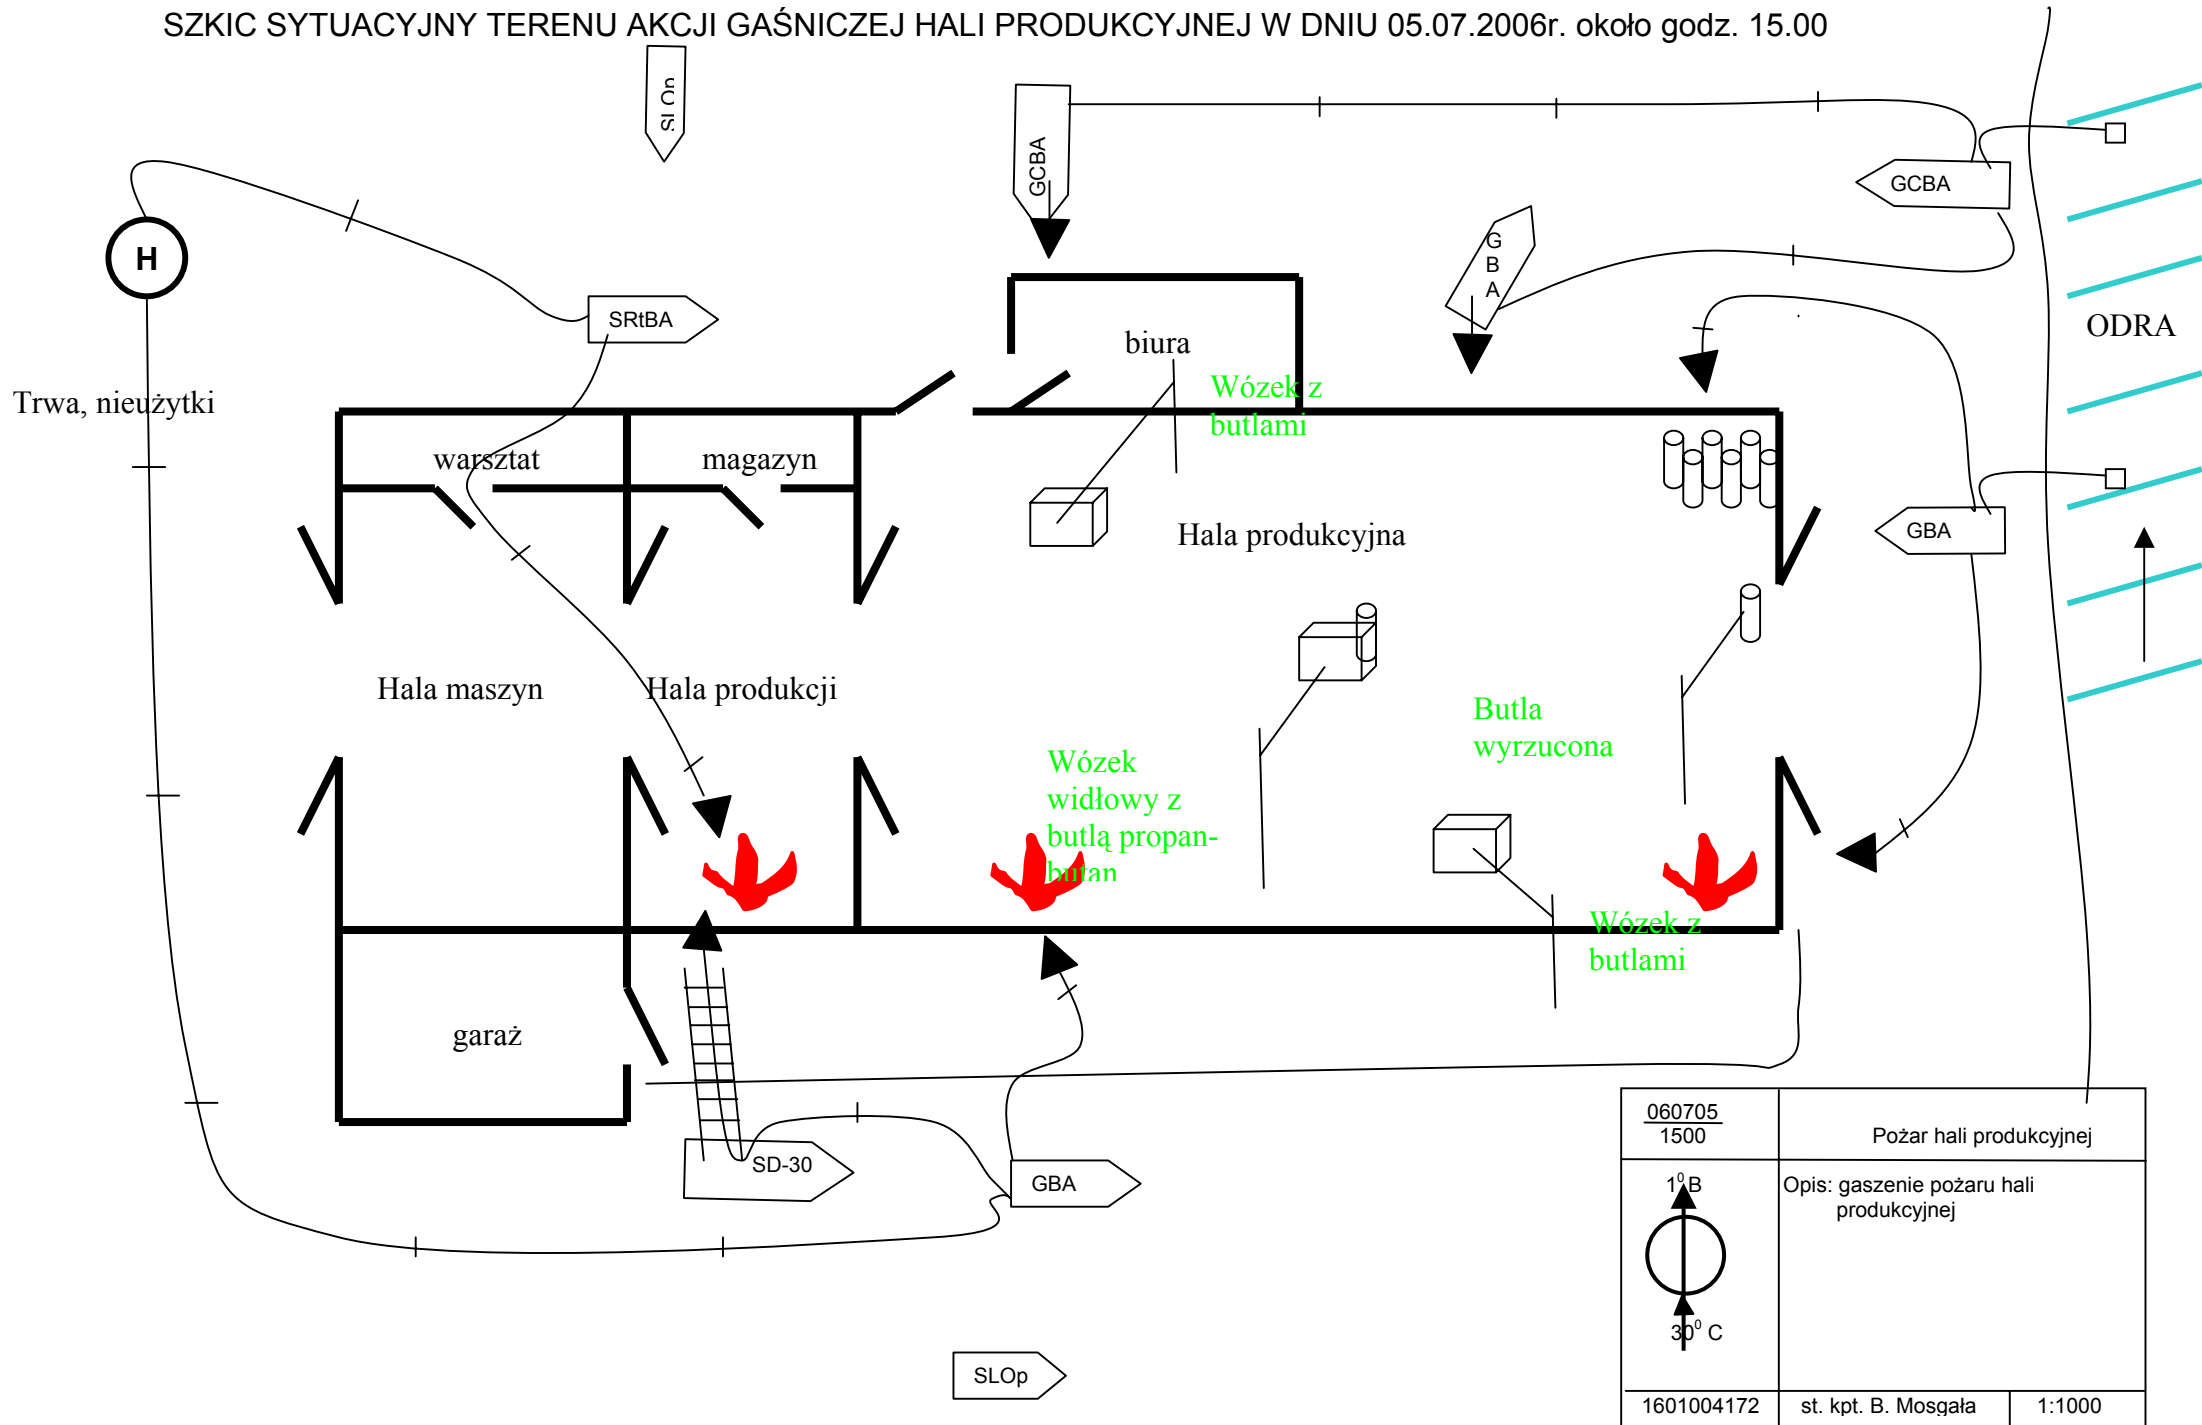 SZKIC SYTUACYJNY TERENU AKCJI GAŚNICZEJ HALI PRODUKCYJNEJ W DNIU 05.07.2006r. około godz. 15.00
SLOp
GCBA
GCBA
H
G
B
A
SRtBA
ODRA
biura
Wózek z
butlami
Trwa, nieużytki
warsztat
magazyn
Hala produkcyjna
GBA
Hala maszyn
Hala produkcji
Butla
wyrzucona
Wózek
widłowy z
butlą propan-
butan
Wózek z
butlami
garaż
SD-30
GBA
SLOp
060705
1500
Pożar hali produkcyjnej
1⁰ B
Opis: gaszenie pożaru hali
produkcyjnej
30⁰ C
1601004172
st. kpt. B. Mosgała
1:1000